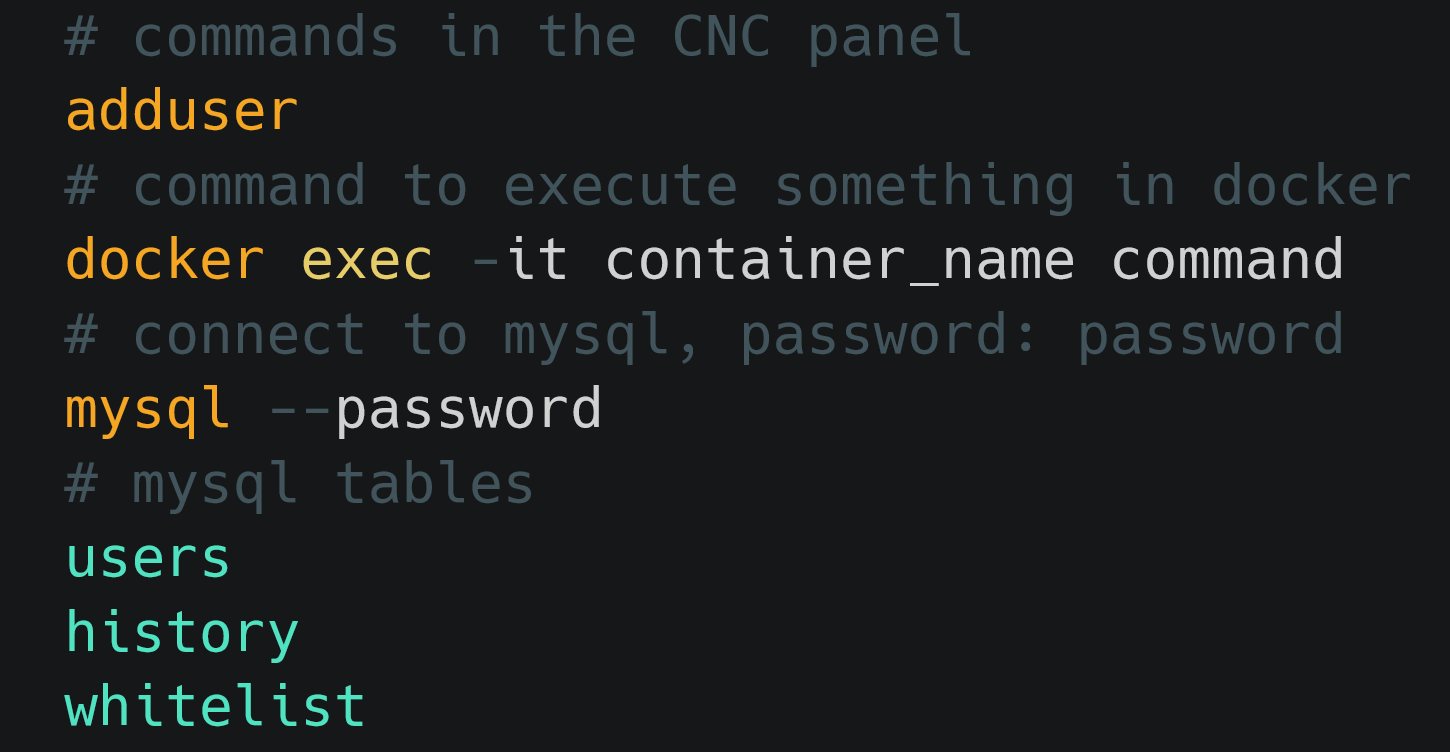 # commands in the CNC panel
adduser
# command to execute something in docker
docker exec -it container_name command
# connect to mysql, password: password
mysql --password
# mysql tables
users
history
whitelist